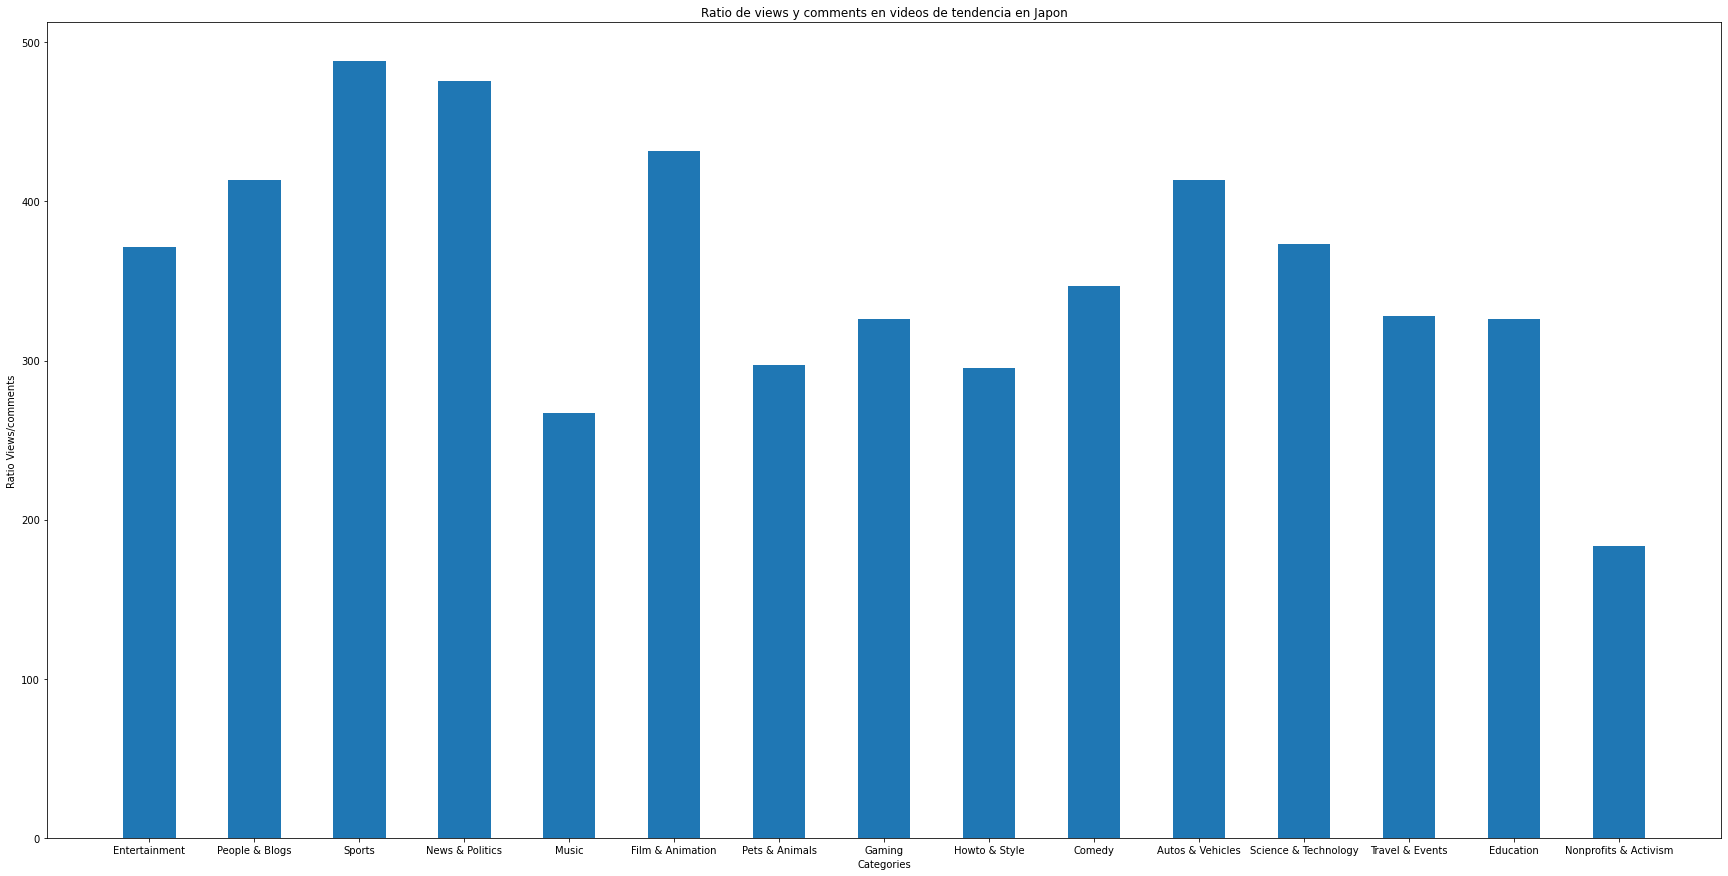 Ratio de views y comments en videos de tendencia en Japon
500
400
300
200
100
0
Ratio Views/comments
Entertainment People & Blogs Sports News & Politics Music Film & Animation Pets & Animals Gaming Howto & Style Comedy Autos & Vehicles Science & Technology Travel & Events Education Nonprofits & Activism
Categories